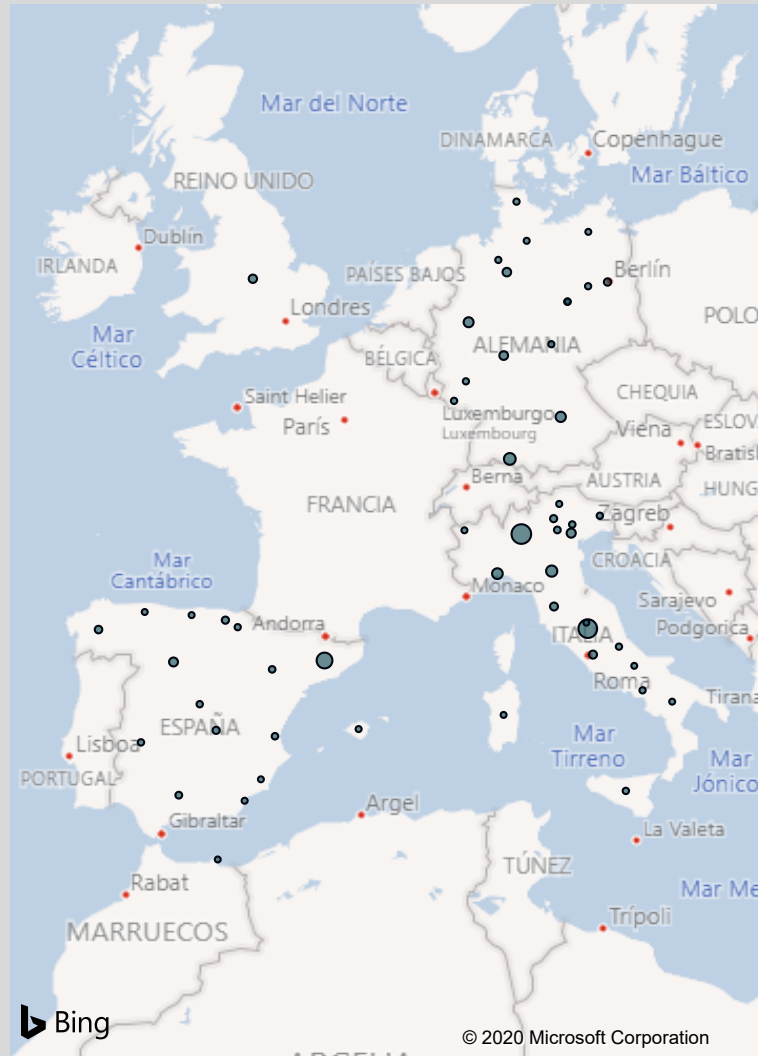 Mar del Norte
DINAMARCA
Copenhague
Mar Báltico
REINO UNIDO
Dublín
IRLANDA
PAÍSES BAJOS
Berlín
Londres
POLO
Mar
Céltico
ALEMANIA
BÉLGICA
CHEQUIA
Saint Helier
París
Luxemburgo
Luxembourg
Viena
ESLOV
Bratisl
Berna
AUSTRIA
HUNG
FRANCIA
Zagreb
CROACIA
Mar
Cantábrico
Mónaco
Sarajevo
Andorra
ITALIA
Podgorica
Roma
Tirana
ESPAÑA
Lisboa
PORTUGAL
Mar
Tirreno
Mar
Jónico
Argel
Gibraltar
La Valeta
TÚNEZ
Rabat
Mar Me
Trípoli
MARRUECOS
Bing
© 2020 Microsoft Corporation